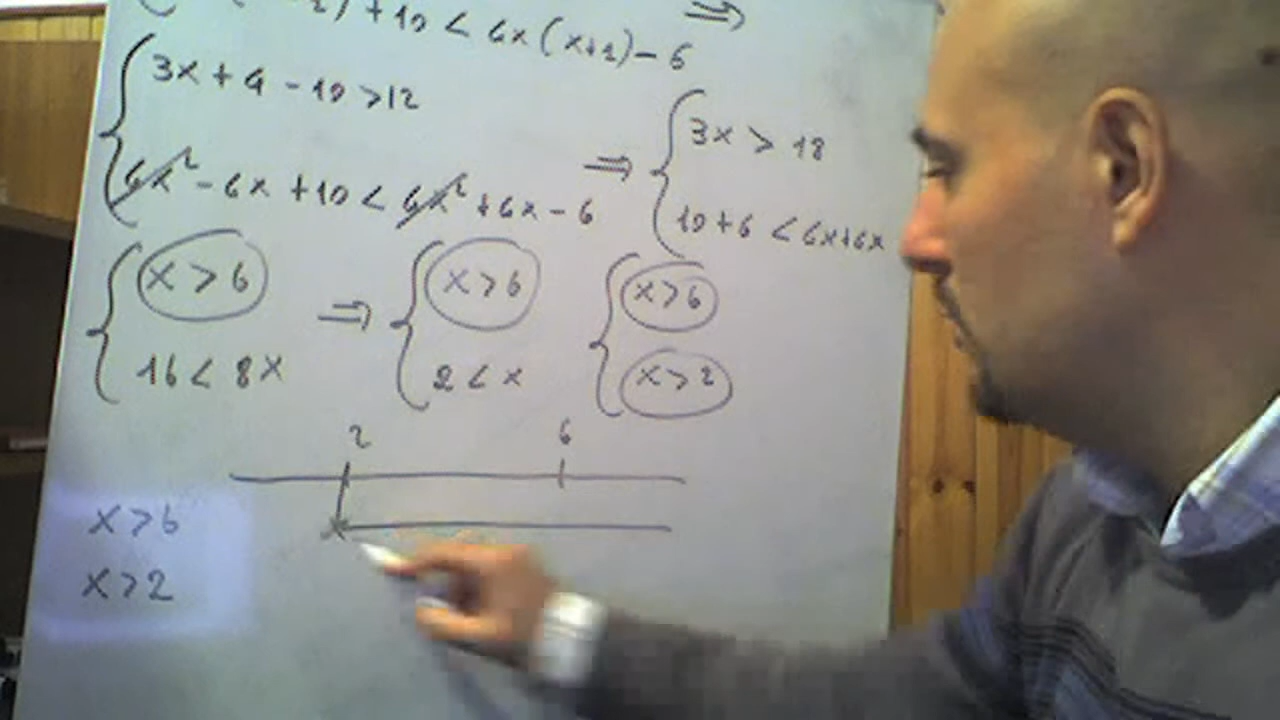 ) + 10 < 6x(x+1) - 6 ⇒
3x + 4 - 10 > 12
6x² - 6x + 10 < 6x² + 6x - 6
⇒ 3x > 18
10 + 6 < 6x+6x
x > 6
16 < 8x
⇒ x > 6
2 < x
x > 6
x > 2
2 6
x > 6
x > 2